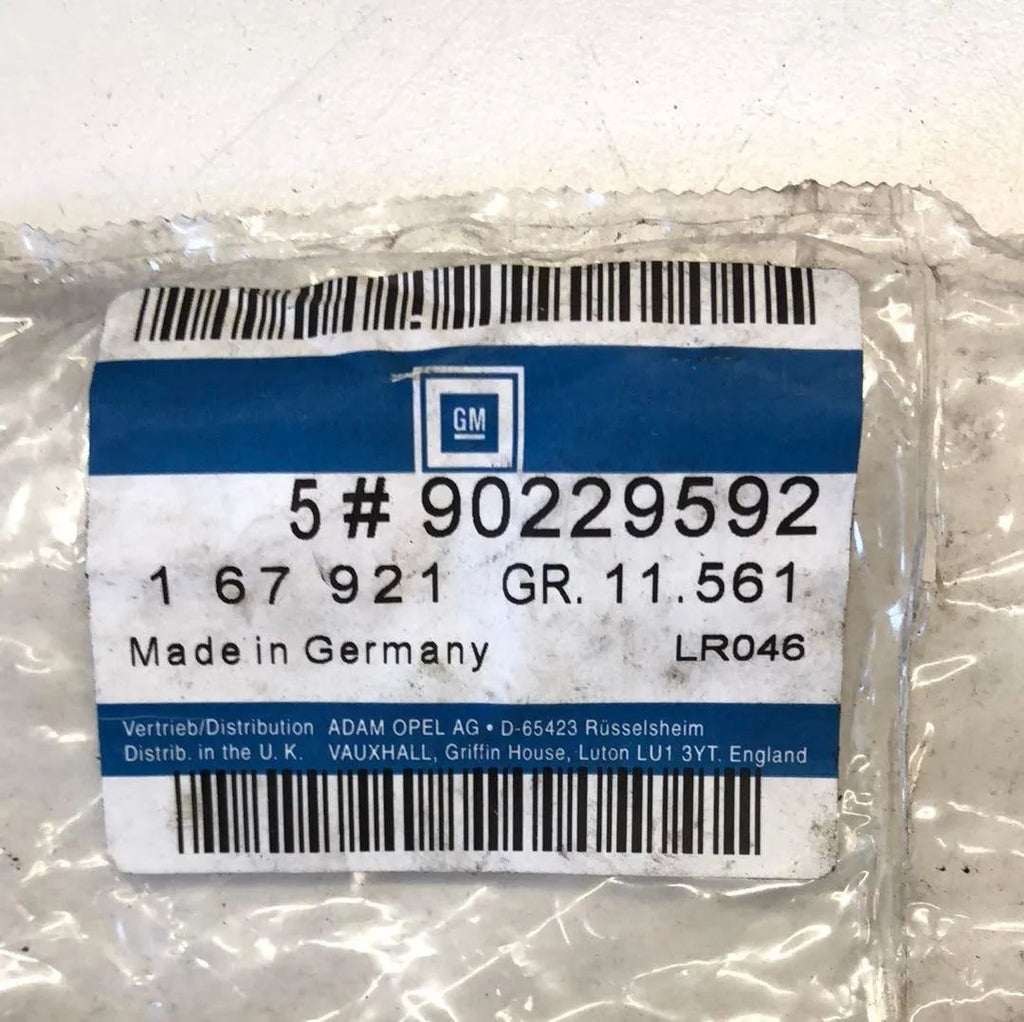 GM
5# 90229592
1 67 921 GR. 11.561
Made in Germany LR046
Vertrieb/Distribution ADAM OPEL AG • D-65423 Rüsselsheim
Distrib. in the U. K. VAUXHALL, Griffin House, Luton LU1 3YT. England